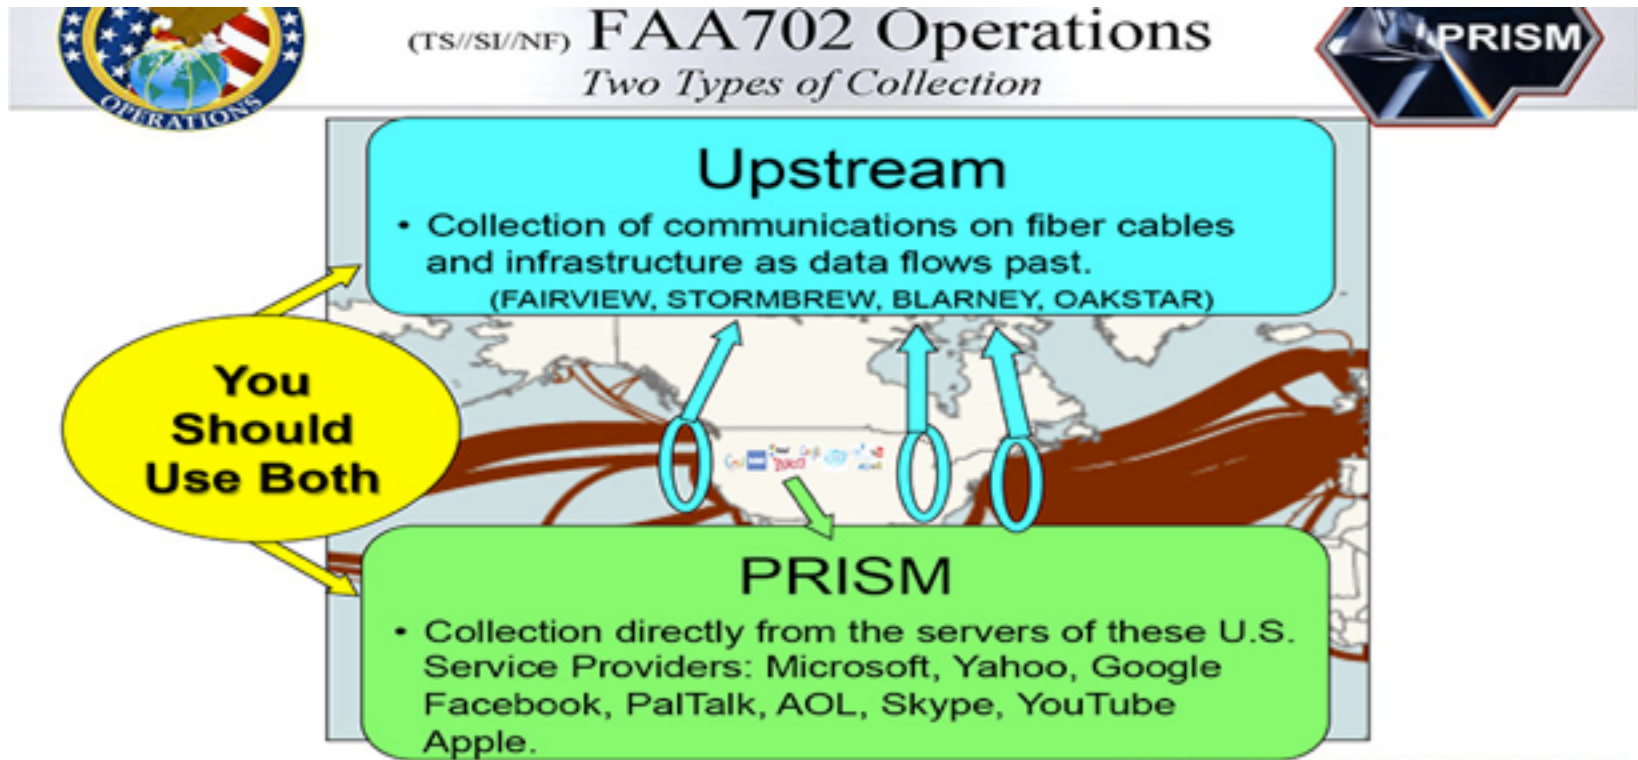 (TS//SI//NF) FAA702 Operations
Two Types of Collection
PRISM
OPERATIONS
Upstream
• Collection of communications on fiber cables
and infrastructure as data flows past.
(FAIRVIEW, STORMBREW, BLARNEY, OAKSTAR)
You
Should
Use Both
PRISM
• Collection directly from the servers of these U.S.
Service Providers: Microsoft, Yahoo, Google
Facebook, PalTalk, AOL, Skype, YouTube
Apple.